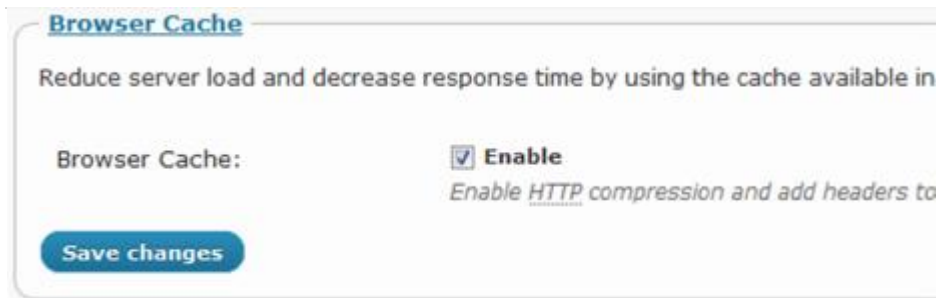 Browser Cache
Reduce server load and decrease response time by using the cache available in
Browser Cache: Enable
Enable HTTP compression and add headers to
Save changes